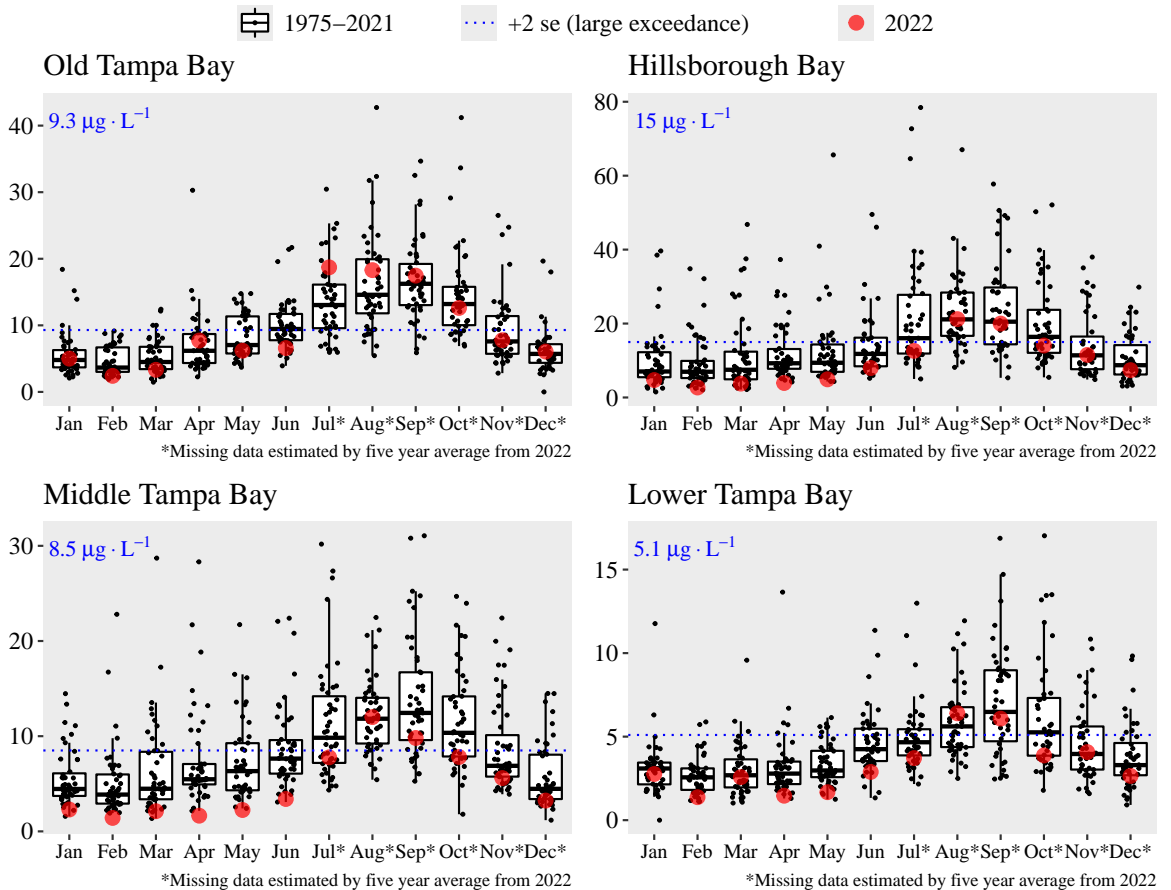 1975–2021 +2 se (large exceedance) 2022
Old Tampa Bay
9.3 μg · L⁻¹
40
30
20
10
0
Jan Feb Mar Apr May Jun Jul* Aug* Sep* Oct* Nov* Dec*
*Missing data estimated by five year average from 2022
Hillsborough Bay
15 μg · L⁻¹
80
60
40
20
0
Jan Feb Mar Apr May Jun Jul* Aug* Sep* Oct* Nov* Dec*
*Missing data estimated by five year average from 2022
Middle Tampa Bay
8.5 μg · L⁻¹
30
20
10
0
Jan Feb Mar Apr May Jun Jul* Aug* Sep* Oct* Nov* Dec*
*Missing data estimated by five year average from 2022
Lower Tampa Bay
5.1 μg · L⁻¹
15
10
5
0
Jan Feb Mar Apr May Jun Jul* Aug* Sep* Oct* Nov* Dec*
*Missing data estimated by five year average from 2022